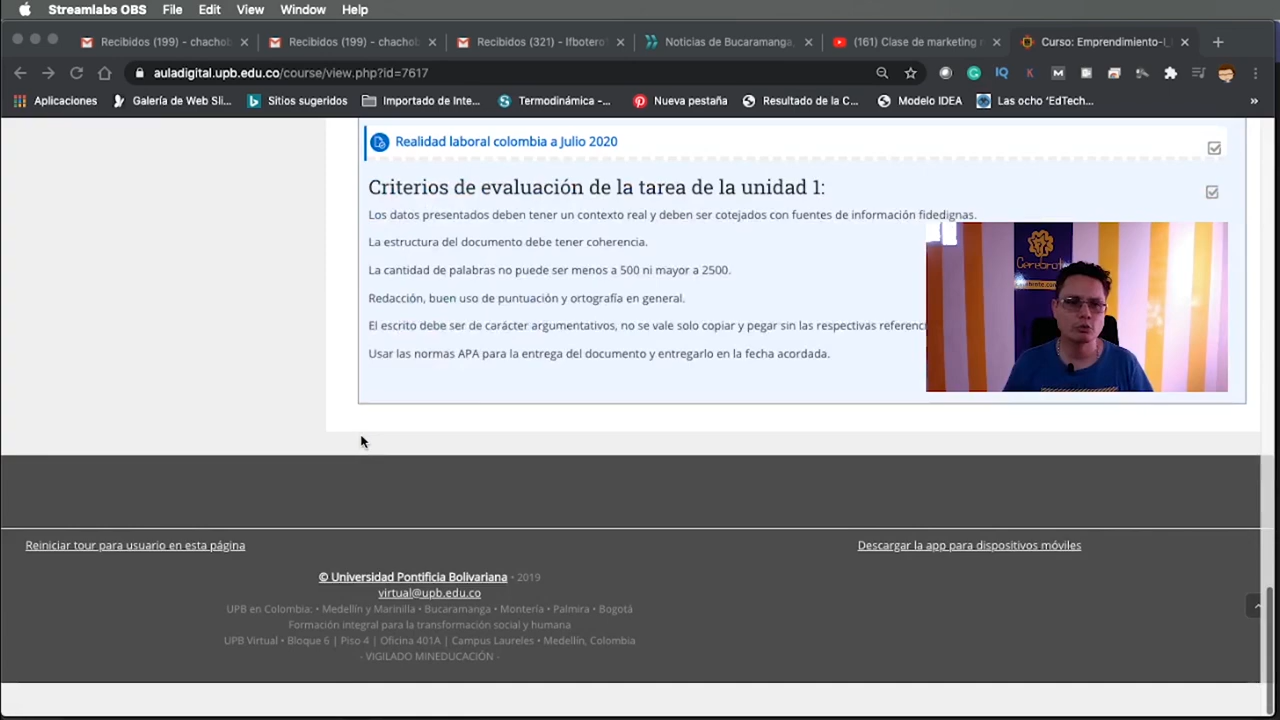 Streamlabs OBS File Edit View Window Help
Recibidos (199) - chachob
Recibidos (199) - chachob
Recibidos (321) - lfbotero
Noticias de Bucaramanga,
(161) Clase de marketing
Curso: Emprendimiento-I_
auladigital.upb.edu.co/course/view.php?id=7617
Aplicaciones
Galería de Web Sli...
Sitios sugeridos
Importado de Inte...
Termodinámica -...
Nueva pestaña
Resultado de la C...
Modelo IDEA
Las ocho ‘EdTech...
Realidad laboral colombia a Julio 2020
Criterios de evaluación de la tarea de la unidad 1:
Los datos presentados deben tener un contexto real y deben ser cotejados con fuentes de información fidedignas.
La estructura del documento debe tener coherencia.
La cantidad de palabras no puede ser menos a 500 ni mayor a 2500.
Redacción, buen uso de puntuación y ortografía en general.
El escrito debe ser de carácter argumentativos, no se vale solo copiar y pegar sin las respectivas referenci
Usar las normas APA para la entrega del documento y entregarlo en la fecha acordada.
Reiniciar tour para usuario en esta página
Descargar la app para dispositivos móviles
© Universidad Pontificia Bolivariana • 2019
virtual@upb.edu.co
UPB en Colombia: • Medellín y Marinilla • Bucaramanga • Montería • Palmira • Bogotá
Formación integral para la transformación social y humana
UPB Virtual • Bloque 6 | Piso 4 | Oficina 401A | Campus Laureles • Medellín, Colombia
- VIGILADO MINEDUCACIÓN -